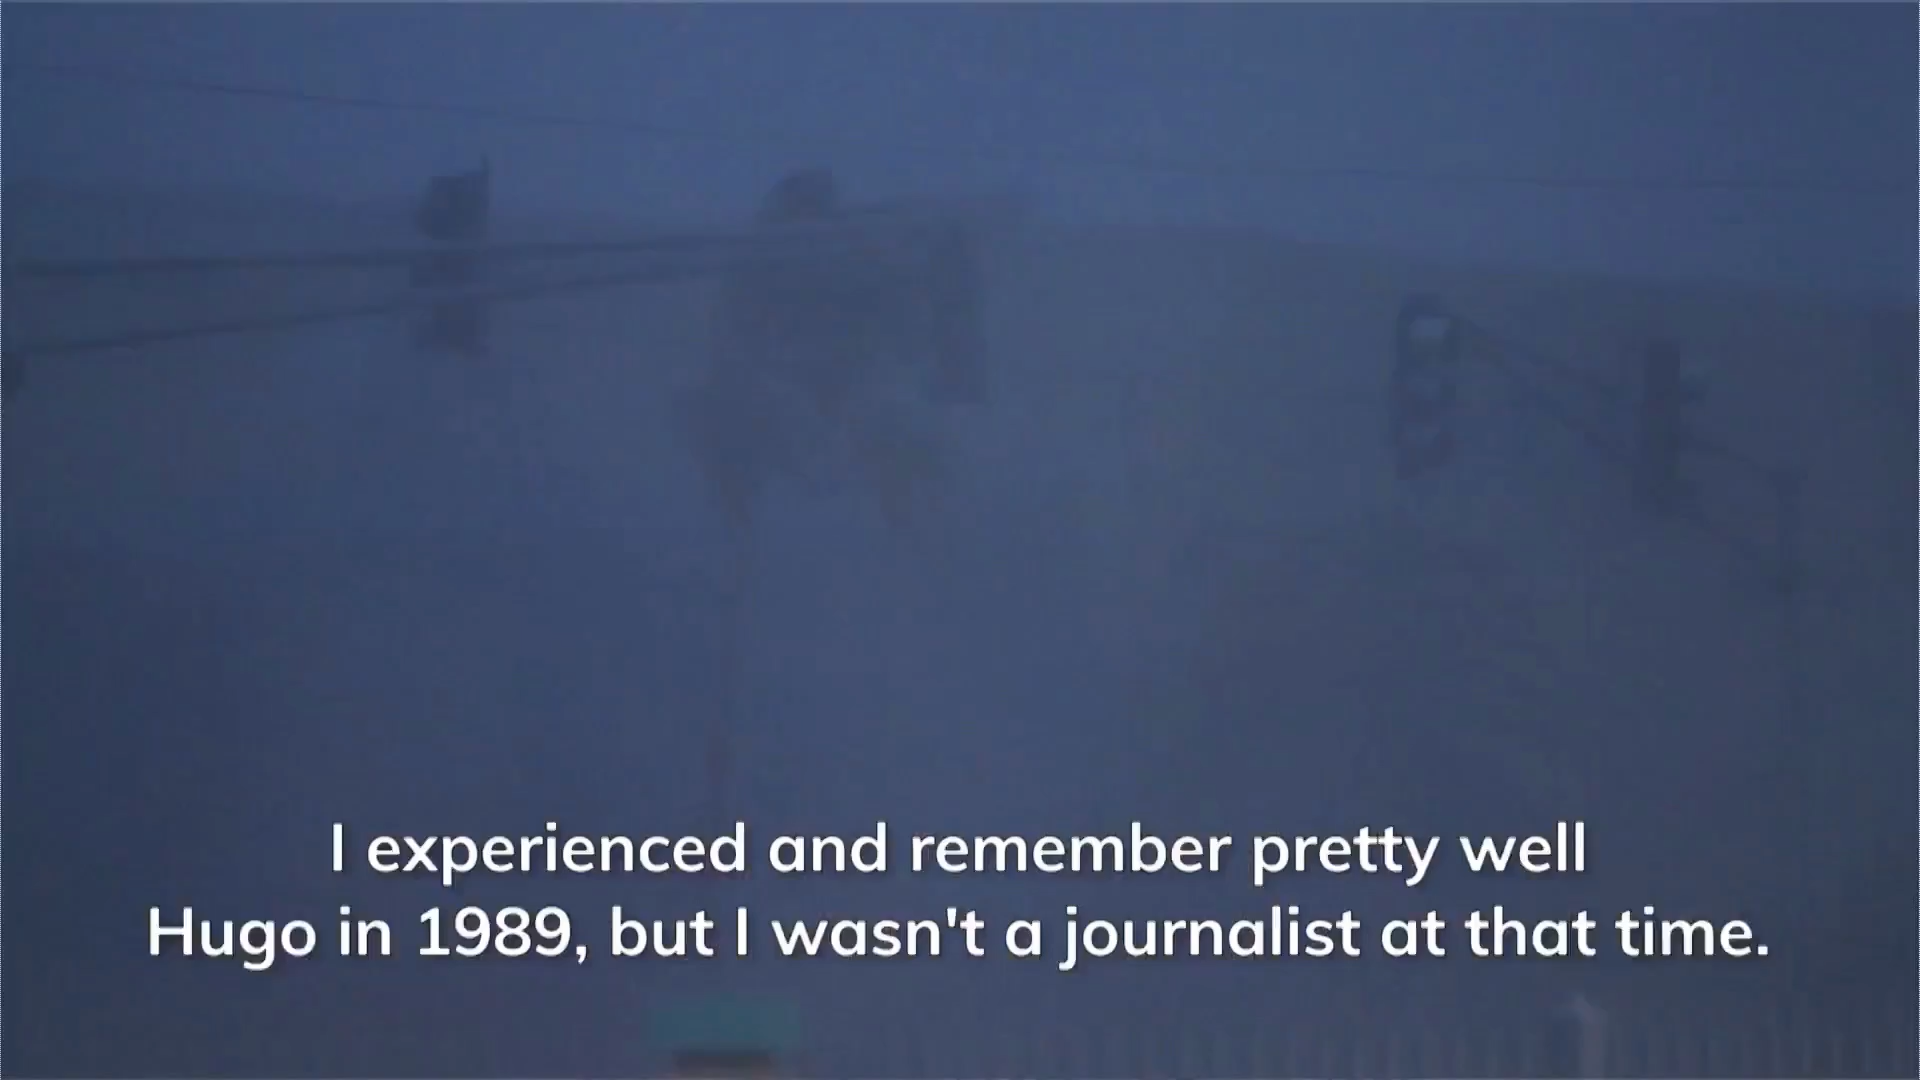 I experienced and remember pretty well
Hugo in 1989, but I wasn't a journalist at that time.